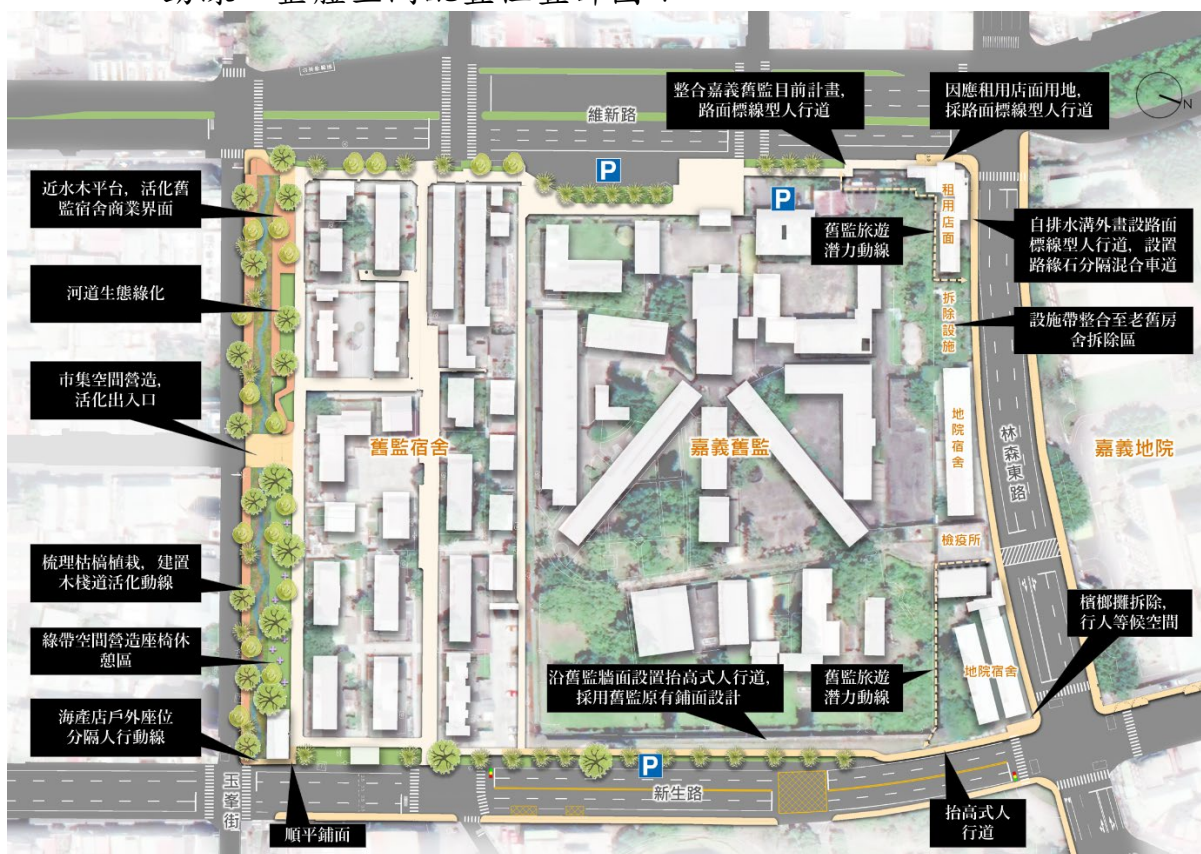 維新路
整合嘉義舊監目前計畫，
路面標線型人行道
因應租用店面用地，
採路面標線型人行道
N
P
P
近水木平台，活化舊
監宿舍商業界面
租用店面
舊監旅遊
潛力動線
自排水溝外畫設路面
標線型人行道，設置
路緣石分隔混合車道
河道生態綠化
拆除設施
設施帶整合至老舊房
舍拆除區
市集空間營造，
活化出入口
舊監宿舍
嘉義舊監
地院宿舍
林森東路
嘉義地院
檢疫所
梳理枯槁植栽，建置
木棧道活化動線
檳榔攤拆除，
行人等候空間
綠帶空間營造座椅休
憩區
沿舊監牆面設置抬高式人行道，
採用舊監原有鋪面設計
舊監旅遊
潛力動線
地院宿舍
海產店戶外座位
分隔人行動線
P
新生路
玉峯街
順平鋪面
抬高式人
行道